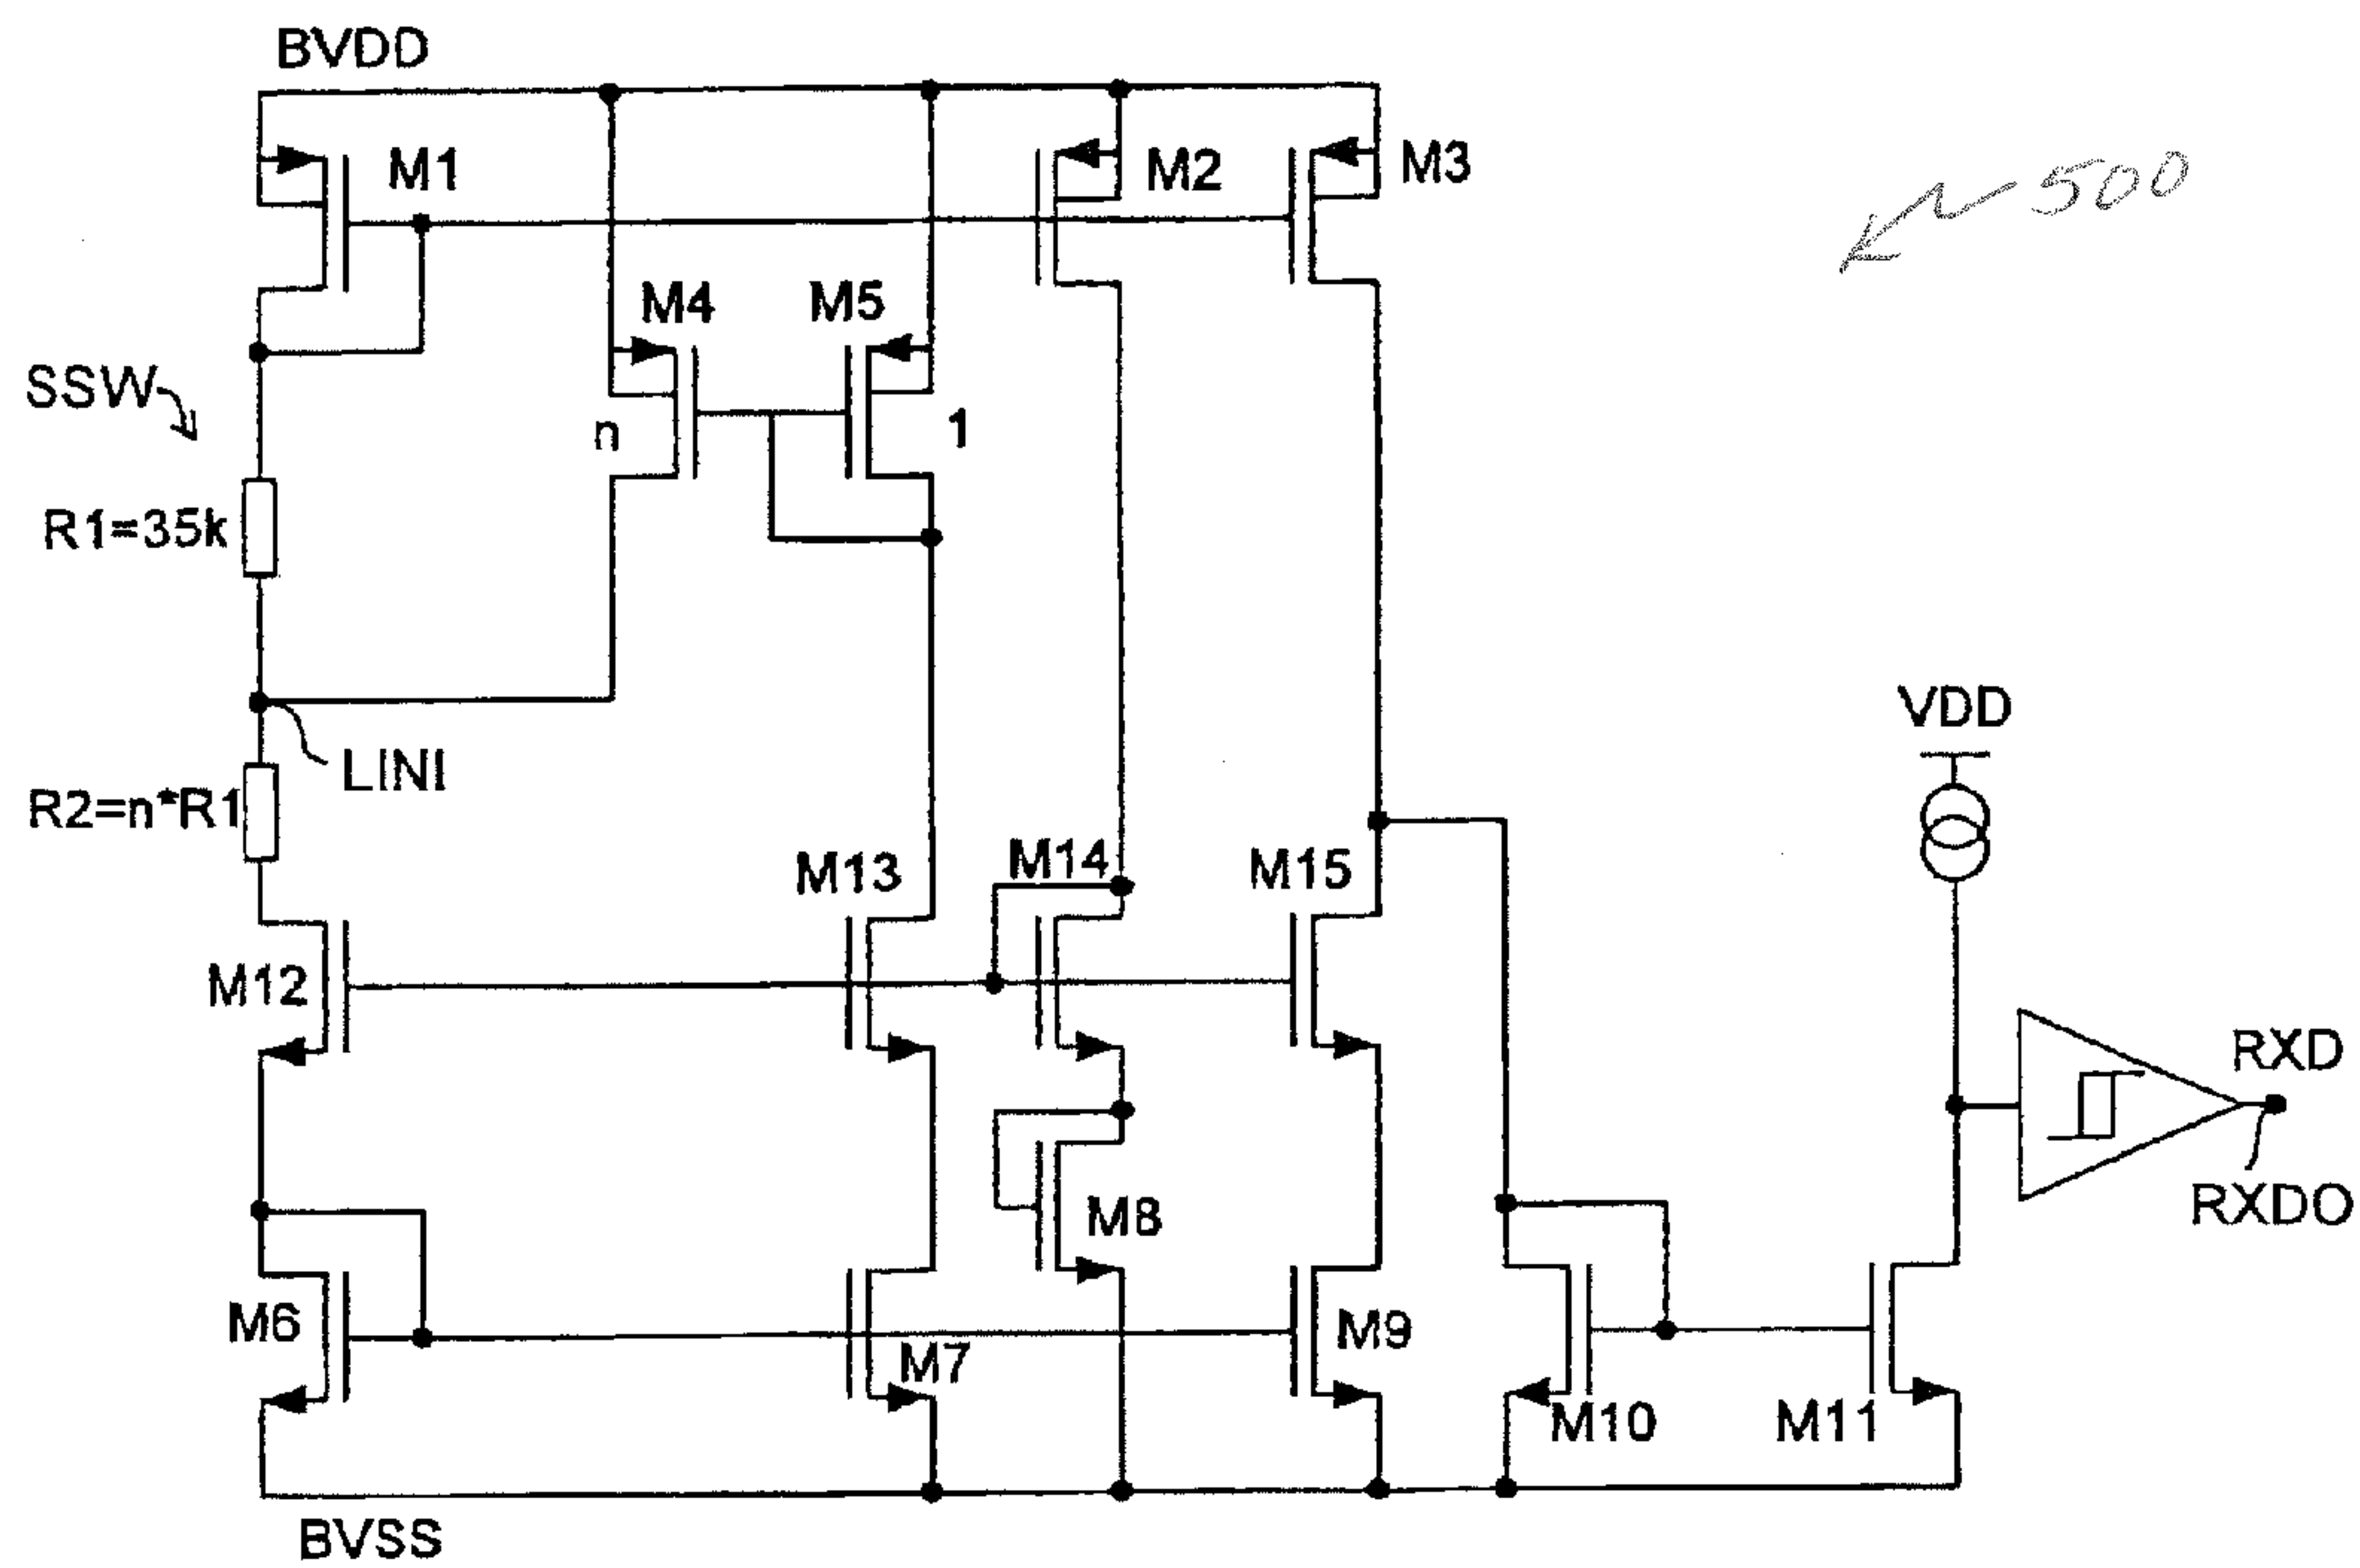 BVDD
M1
M2
M3
500
M4
M5
SSW
n
1
R1=35k
LINI
VDD
R2=n*R1
M13
M14
M15
M12
RXD
RXDO
M8
M6
M7
M9
M10
M11
BVSS